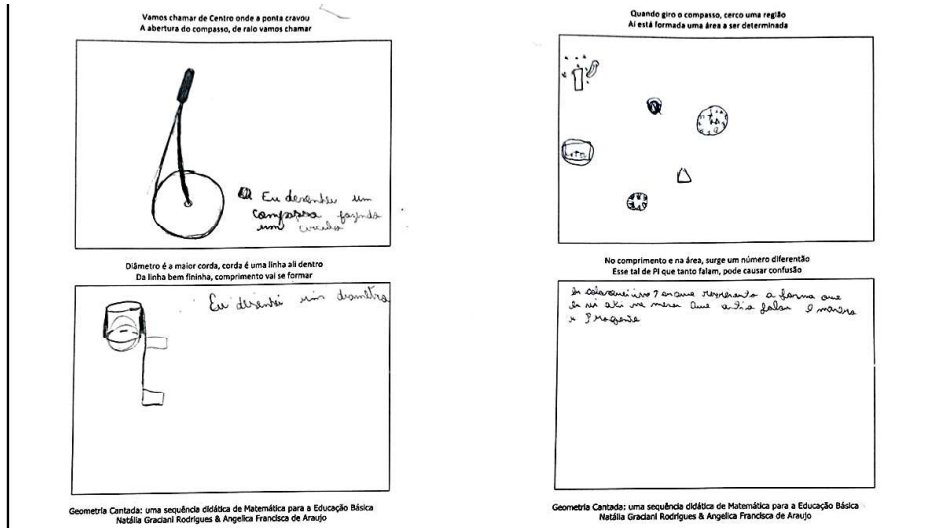 Vamos chamar de Centro onde a ponta cravou
A abertura do compasso, de raio vamos chamar
Eu desenhei um
compasso fazendo
um circulo
Diâmetro é a maior corda, corda é uma linha ali dentro
Da linha bem fininha, comprimento vai se formar
Eu desenhei um diametro
Geometria Cantada: uma sequência didática de Matemática para a Educação Básica
Natália Graciani Rodrigues & Angelica Francisca de Araujo
Quando giro o compasso, cerco uma região
Aí está formada uma área a ser determinada
No comprimento e na área, surge um número diferentão
Esse tal de PI que tanto falam, pode causar confusão
a forma que
a tia falou
Geometria Cantada: uma sequência didática de Matemática para a Educação Básica
Natália Graciani Rodrigues & Angelica Francisca de Araujo